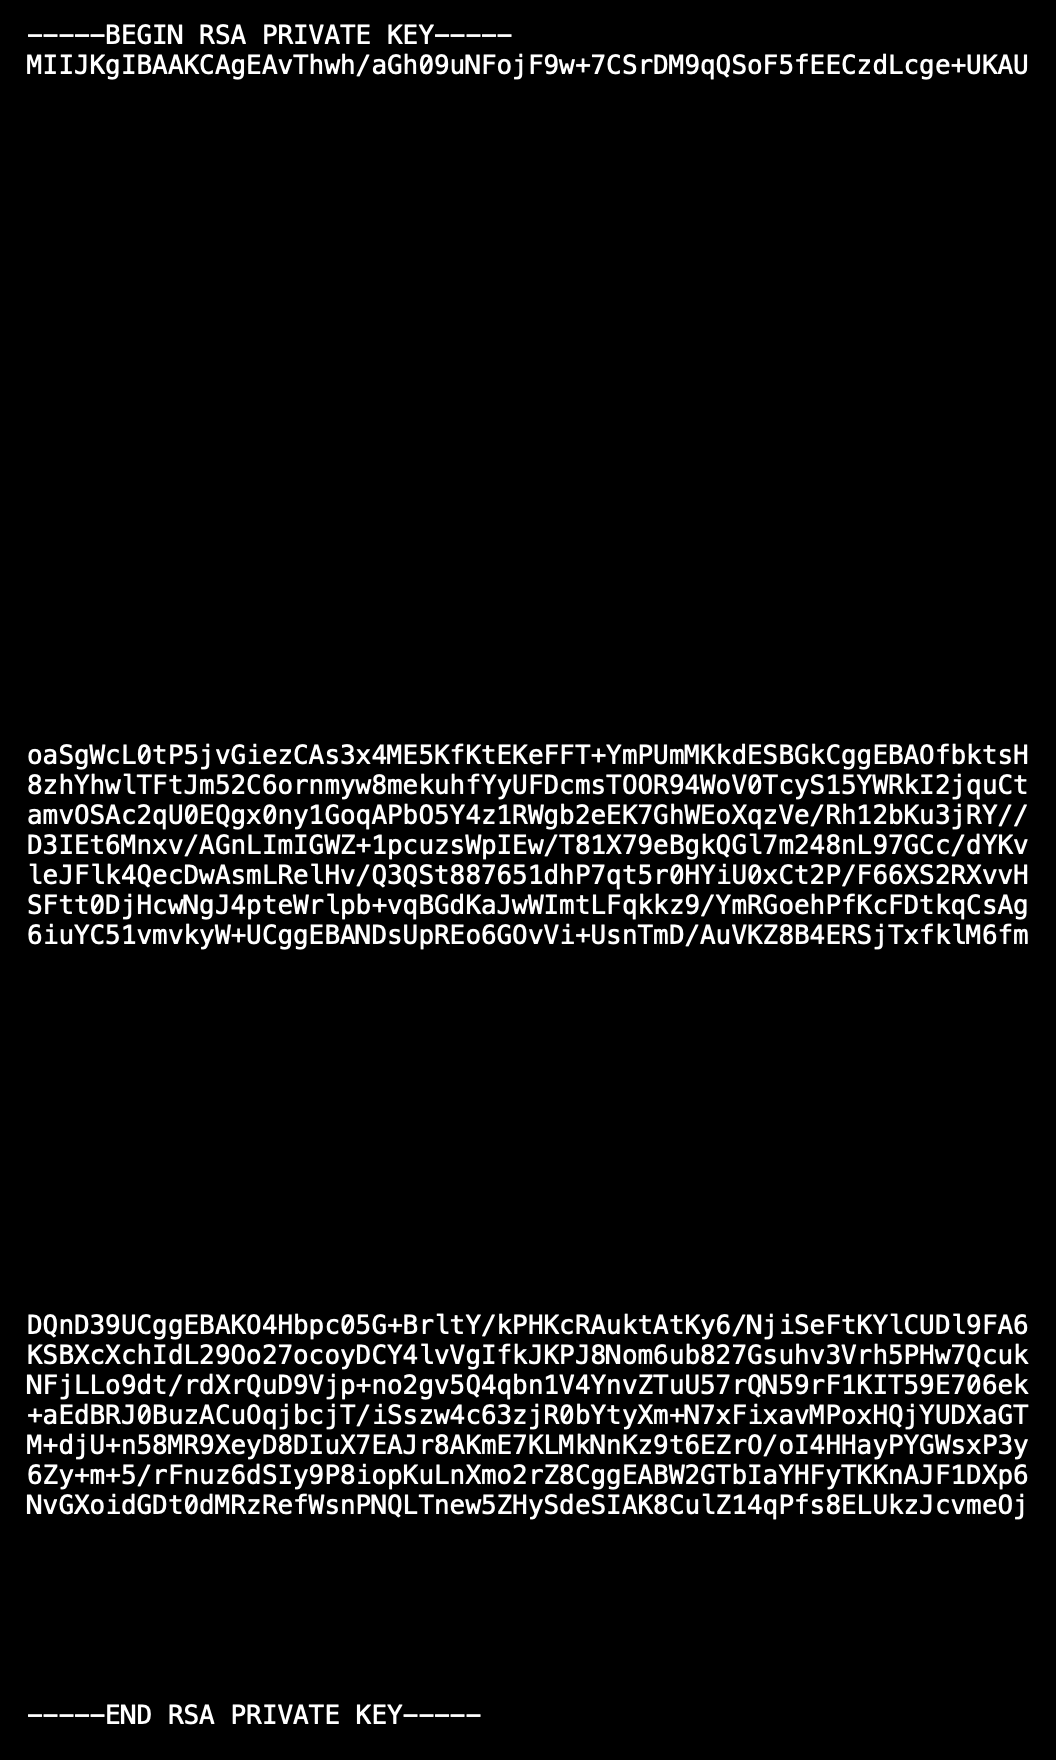 -----BEGIN RSA PRIVATE KEY-----
MIIJKgIBAAKCAgEAvThwh/aGh09uNFojF9w+7CSrDM9qQSoF5fEECzdLcge+UKAU
oaSgWcL0tP5jvGiezCAs3x4ME5KfKtEKeFFT+YmPUmMKkdESBGkCggEBAOfbktsH
8zhYhwlTFtJm52C6ornmyw8mekuhfYyUFDcmsTOOR94WoV0TcyS15YWRkI2jquCt
amvOSAc2qU0EQgx0ny1GoqAPbO5Y4z1RWgb2eEK7GhWEoXqzVe/Rh12bKu3jRY//
D3IEt6Mnxv/AGnLImIGWZ+1pcuzsWpIEw/T81X79eBgkQGl7m248nL97GCc/dYKv
leJFlk4QecDwAsmLRelHv/Q3QSt887651dhP7qt5r0HYiU0xCt2P/F66XS2RXvvH
SFtt0DjHcwNgJ4pteWrlpb+vqBGdKaJwWImtLFqkkz9/YmRGoehPfKcFDtkqCsAg
6iuYC51vmvkyW+UCggEBANDsUpREo6GOvVi+UsnTmD/AuVKZ8B4ERSjTxfklM6fm
DQnD39UCggEBAKO4Hbpc05G+BrltY/kPHKcRAuktAtKy6/NjiSeFtKYlCUDl9FA6
KSBXcXchIdL29Oo27ocoyDCY4lvVgIfkJKPJ8Nom6ub827Gsuhv3Vrh5PHw7Qcuk
NFjLLo9dt/rdXrQuD9Vjp+no2gv5Q4qbn1V4YnvZTuU57rQN59rF1KIT59E706ek
+aEdBRJ0BuzACuOqjbcjT/iSszw4c63zjR0bYtyXm+N7xFixavMPoxHQjYUDXaGT
M+djU+n58MR9XeyD8DIuX7EAJr8AKmE7KLMkNnKz9t6EZrO/oI4HHayPYGWsxP3y
6Zy+m+5/rFnuz6dSIy9P8iopKuLnXmo2rZ8CggEABW2GTbIaYHFyTKKnAJF1DXp6
NvGXoidGDt0dMRzRefWsnPNQLTnew5ZHySdeSIAK8CulZ14qPfs8ELUkzJcvmeOj
-----END RSA PRIVATE KEY-----